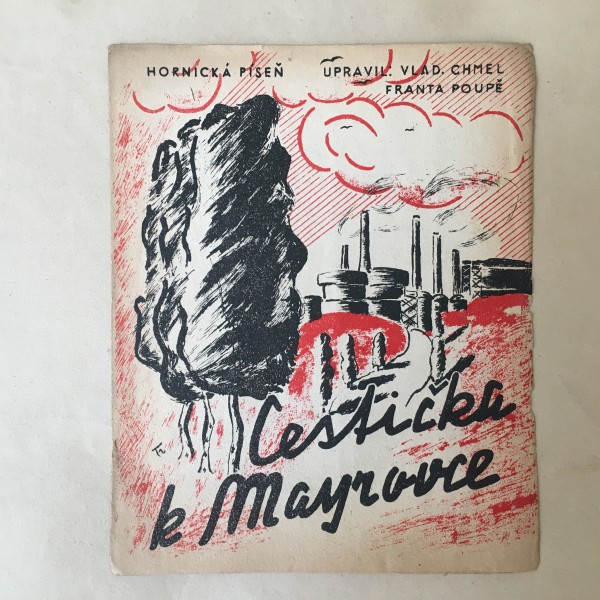 HORNICKÁ PÍSEŇ UPRAVIL: VLAD. CHMEL
FRANTA POUPĚ
Cestička
k Mayrovce